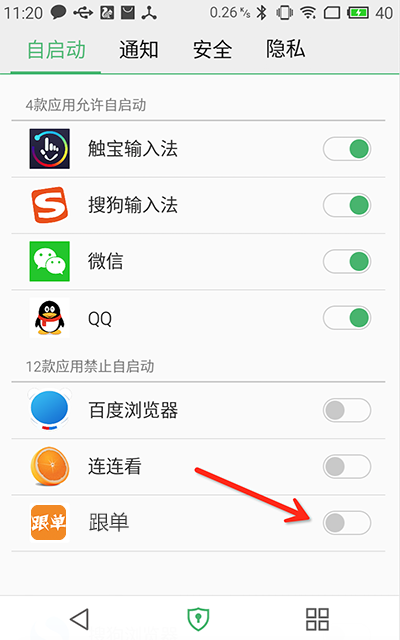 11:20 0.26 K/s 40
自启动 通知 安全 隐私
4款应用允许自启动
触宝输入法
搜狗输入法
微信
QQ
12款应用禁止自启动
百度浏览器
连连看
跟单 跟单